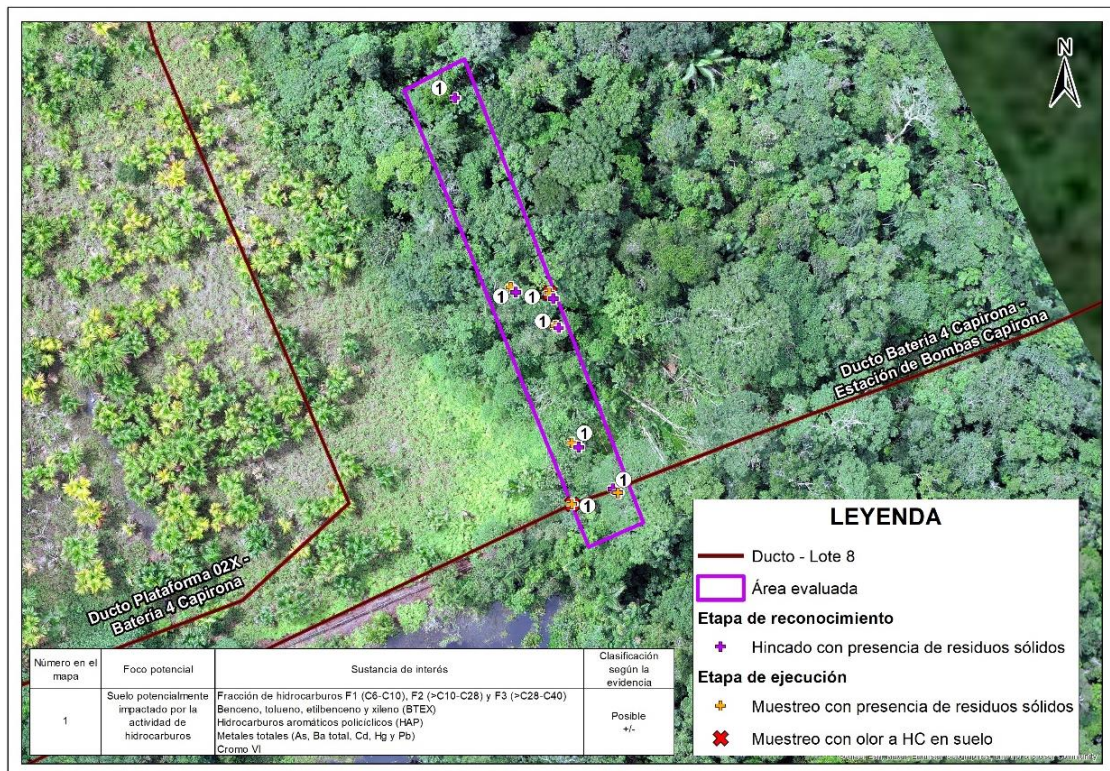 N
1
1
1
1
1
1
1
Ducto Batería 4 Capirona -
Estación de Bombas Capirona
Ducto Plataforma 02X -
Batería 4 Capirona
LEYENDA
Ducto - Lote 8
Área evaluada
Etapa de reconocimiento
Hincado con presencia de residuos sólidos
Etapa de ejecución
Muestreo con presencia de residuos sólidos
Muestreo con olor a HC en suelo
Número en el mapa
Foco potencial
Sustancia de interés
Clasificación según la evidencia
1
Suelo potencialmente impactado por la actividad de hidrocarburos
Fracción de hidrocarburos F1 (C6-C10), F2 (>C10-C28) y F3 (>C28-C40)
Benceno, tolueno, etilbenceno y xileno (BTEX)
Hidrocarburos aromáticos policíclicos (HAP)
Metales totales (As, Ba total, Cd, Hg y Pb)
Cromo VI
Posible
+/-